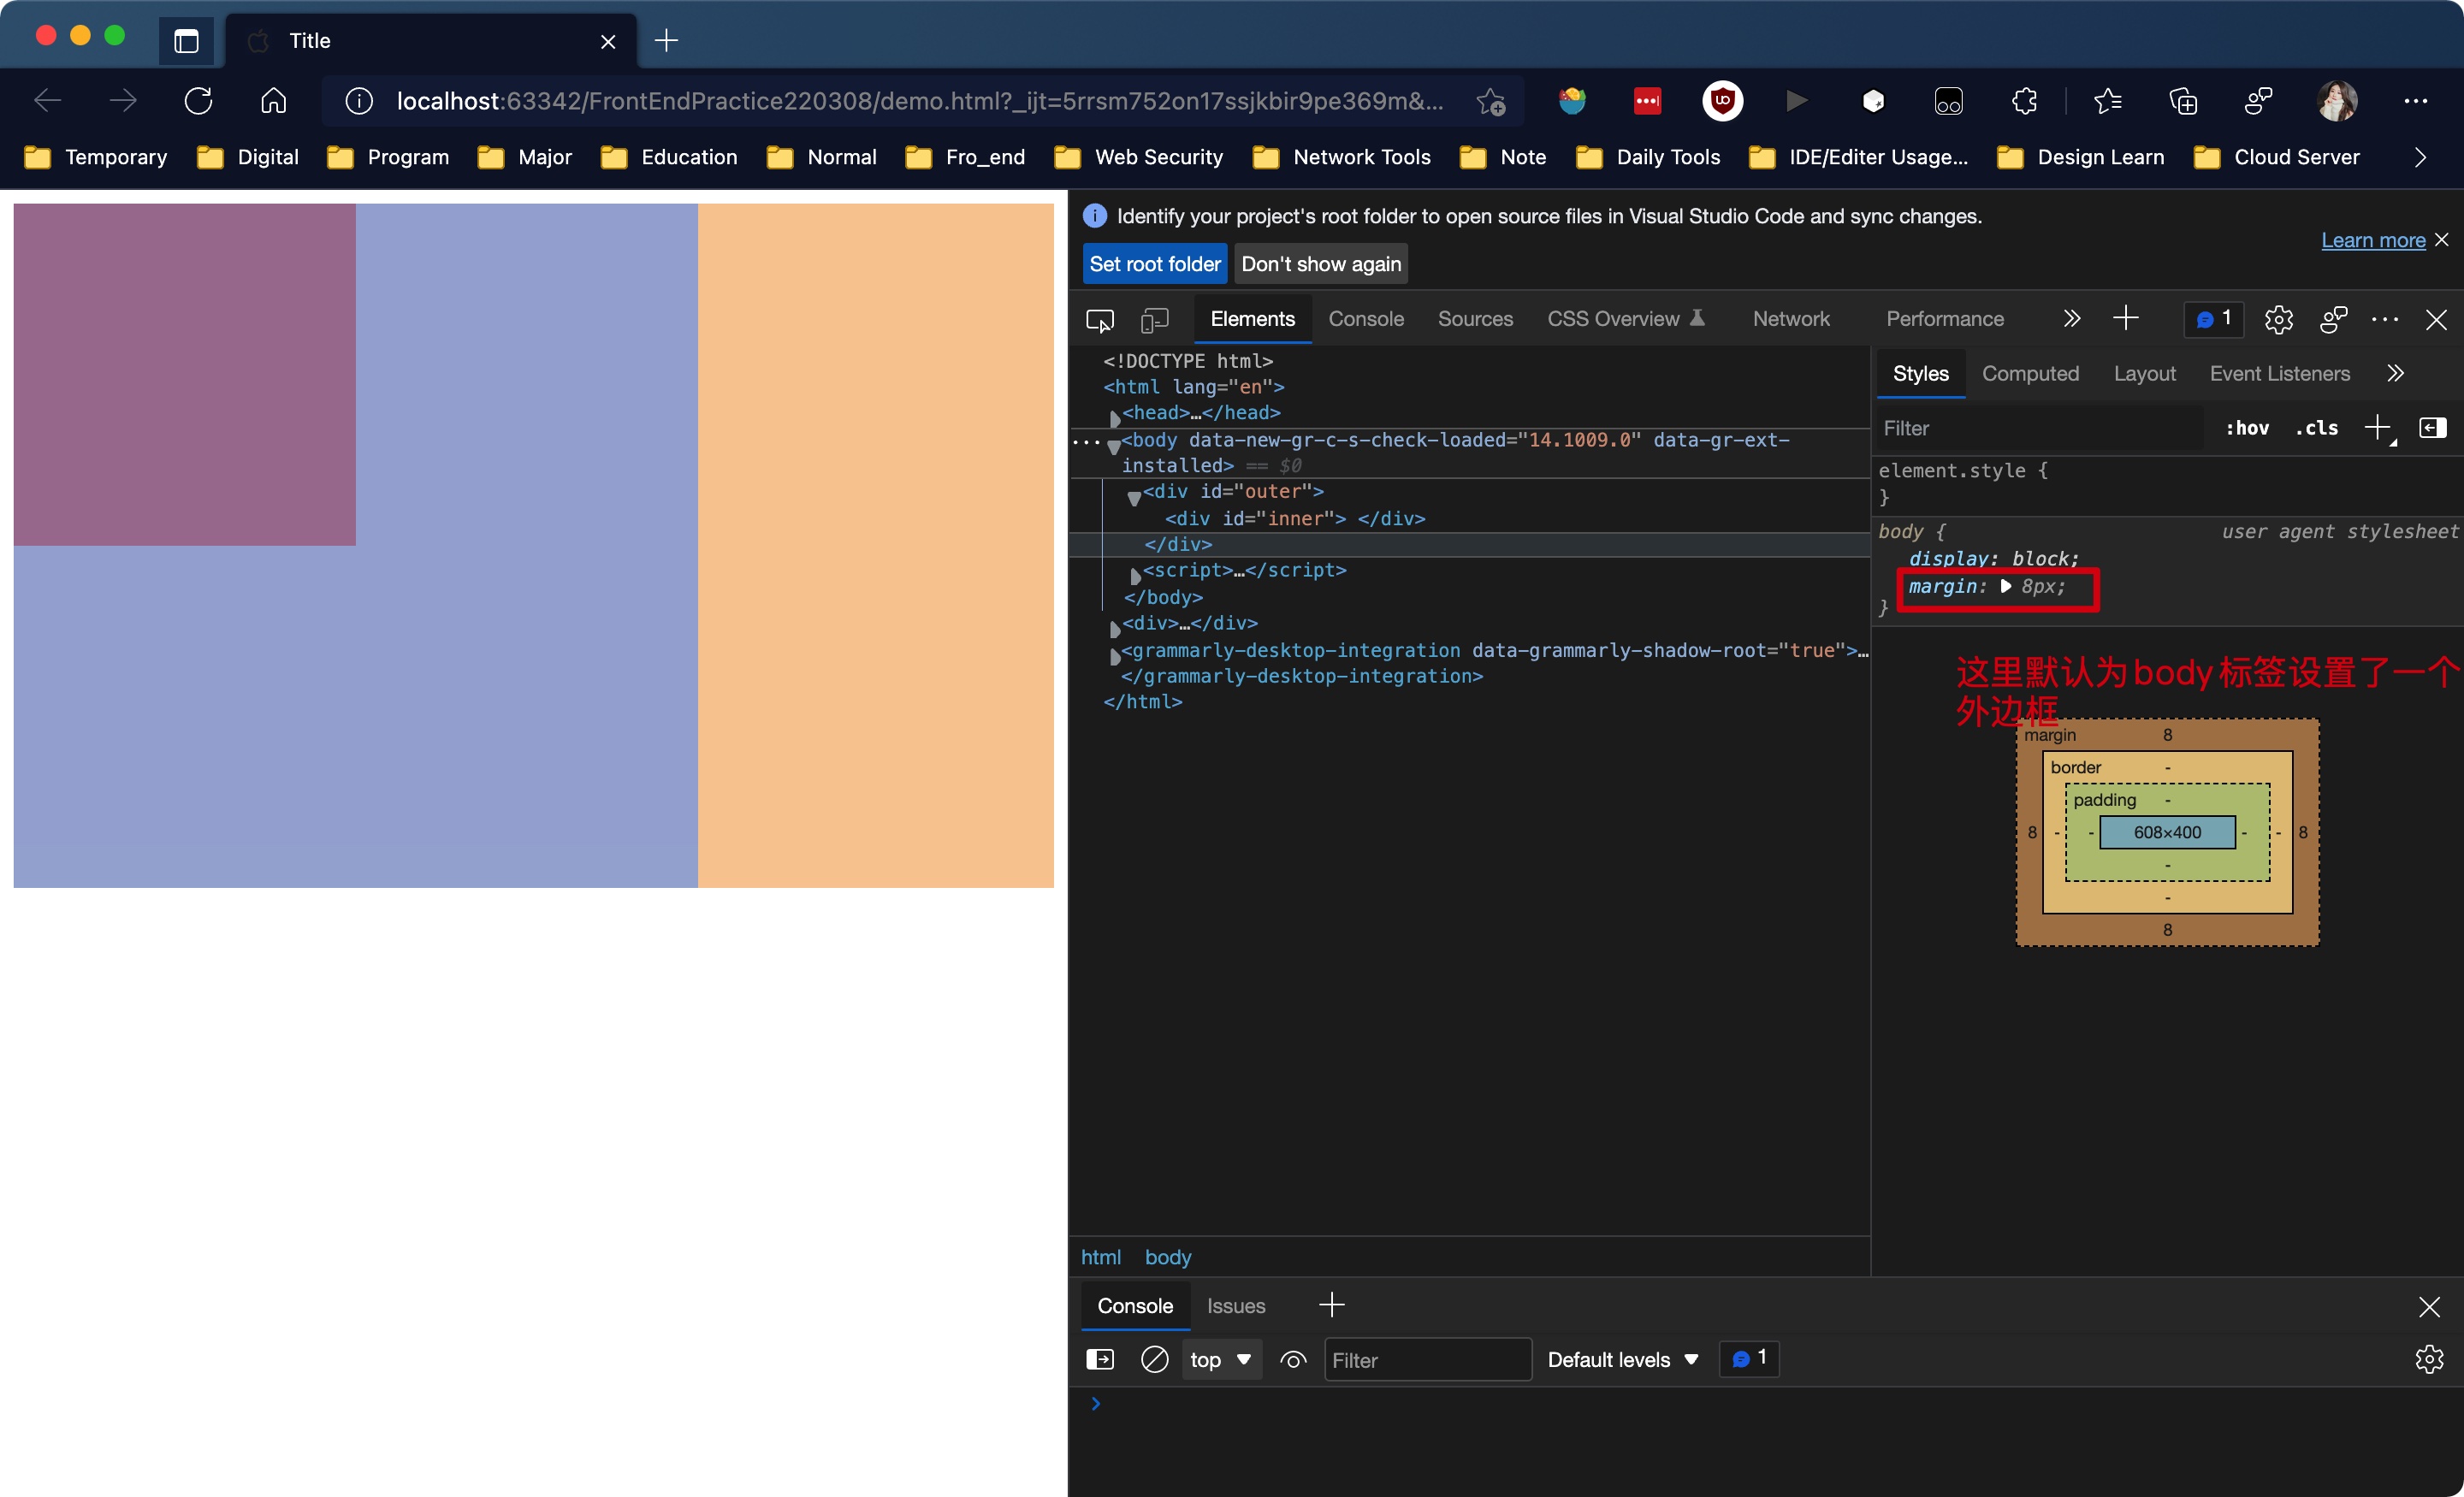 Title
localhost:63342/FrontEndPractice220308/demo.html?_ijt=5rrsm752on17ssjkbir9pe369m&...
Temporary Digital Program Major Education Normal Fro_end Web Security Network Tools Note Daily Tools IDE/Editer Usage... Design Learn Cloud Server
Identify your project's root folder to open source files in Visual Studio Code and sync changes.
Learn more
Set root folder Don't show again
Elements Console Sources CSS Overview Network Performance 1
<!DOCTYPE html>
<html lang="en">
<head>…</head>
<body data-new-gr-c-s-check-loaded="14.1009.0" data-gr-ext-
installed> == $0
<div id="outer">
<div id="inner"> </div>
</div>
<script>…</script>
</body>
<div>…</div>
<grammarly-desktop-integration data-grammarly-shadow-root="true">…
</grammarly-desktop-integration>
</html>
Styles Computed Layout Event Listeners
Filter :hov .cls
element.style {
}
body { user agent stylesheet
display: block;
margin: 8px;
}
这里默认为body标签设置了一个
外边框
margin 8
border -
padding -
8 - - 608×400 - - 8
-
-
8
html body
Console Issues
top Filter Default levels 1